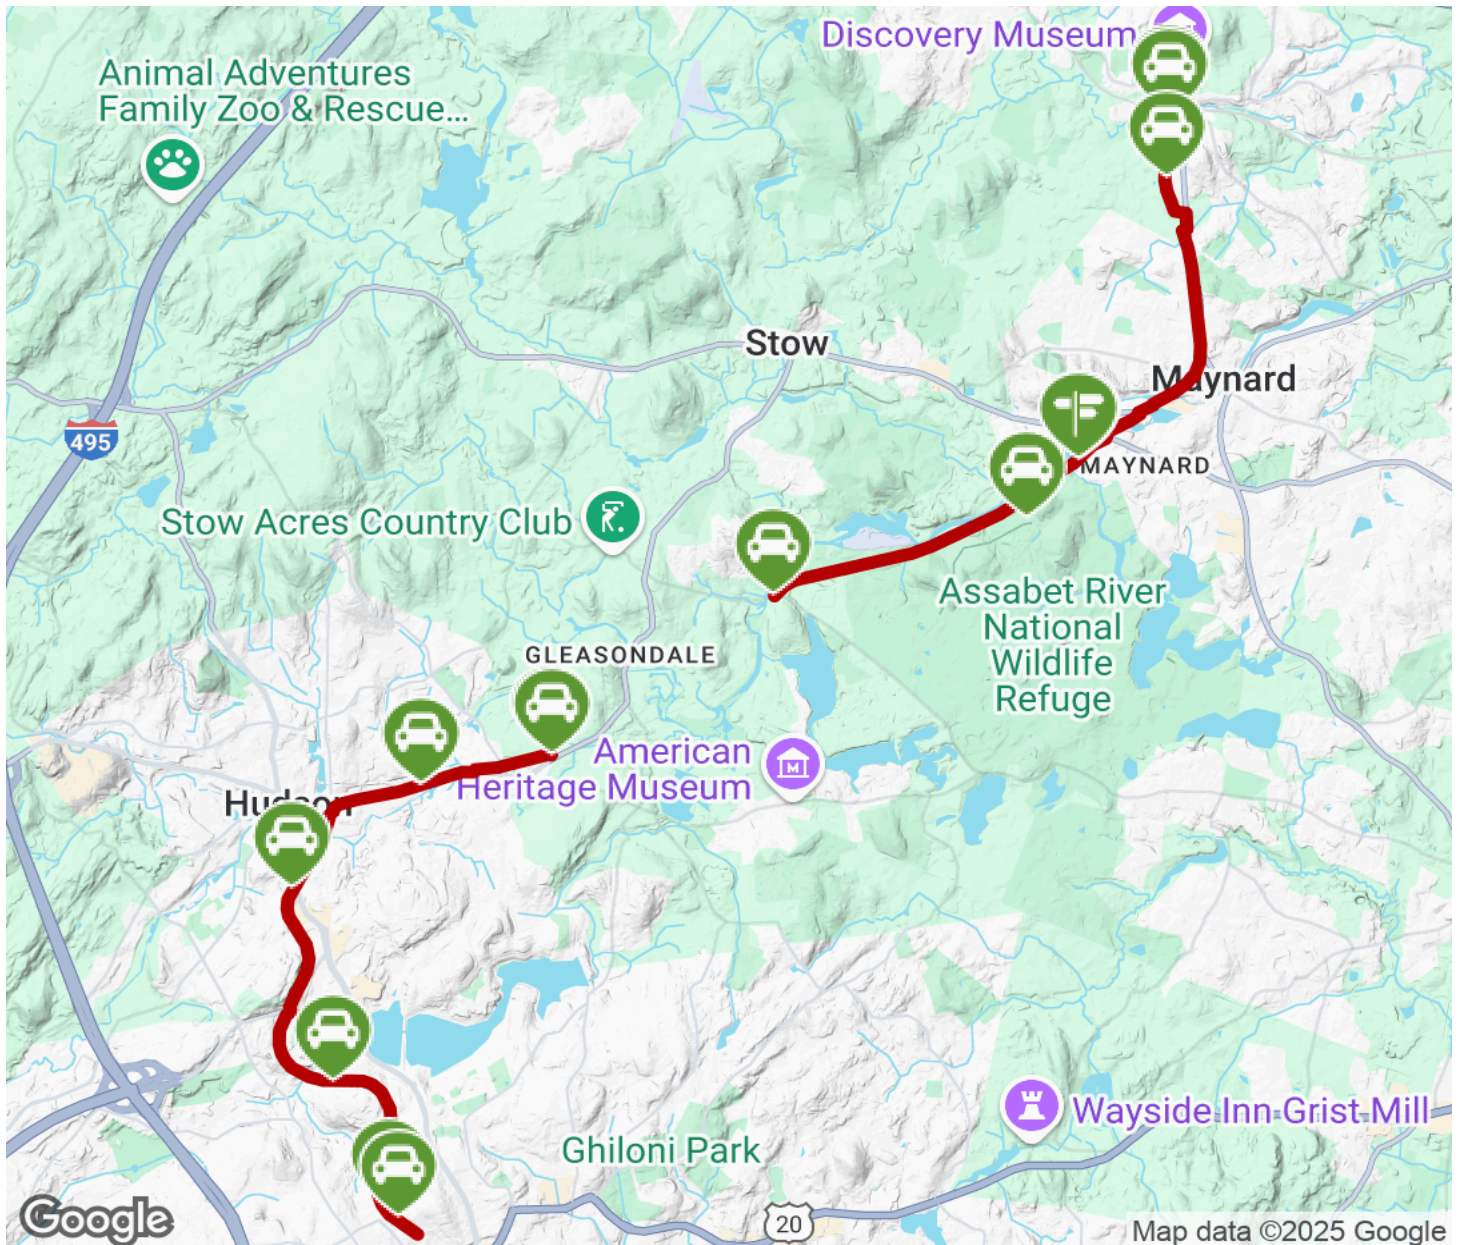 Discovery Museum
Animal Adventures
Family Zoo & Rescue...
Stow
Maynard
495
MAYNARD
Stow Acres Country Club
Assabet River
National
Wildlife
Refuge
GLEASONDALE
American
Heritage Museum
M
Hudson
Wayside Inn Grist Mill
Ghiloni Park
20
Google
Map data ©2025 Google